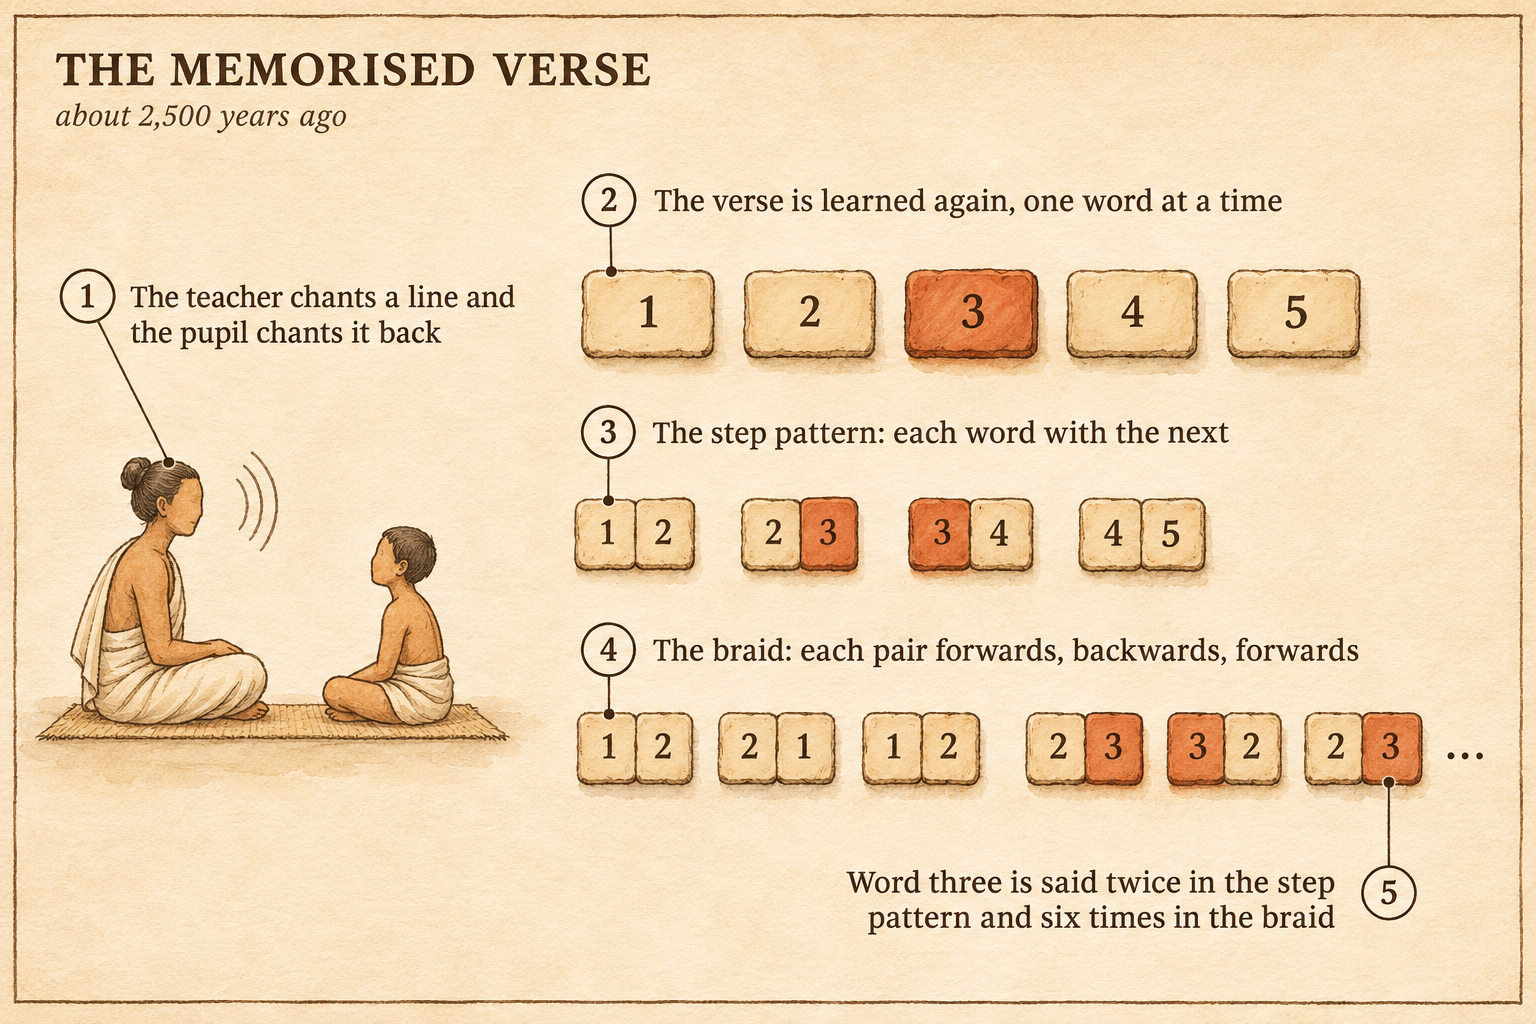 THE MEMORISED VERSE
about 2,500 years ago
1 The teacher chants a line and
the pupil chants it back
2 The verse is learned again, one word at a time
1 2 3 4 5
3 The step pattern: each word with the next
1 2 2 3 3 4 4 5
4 The braid: each pair forwards, backwards, forwards
1 2 2 1 1 2 2 3 3 2 2 3 ...
Word three is said twice in the step 5
pattern and six times in the braid